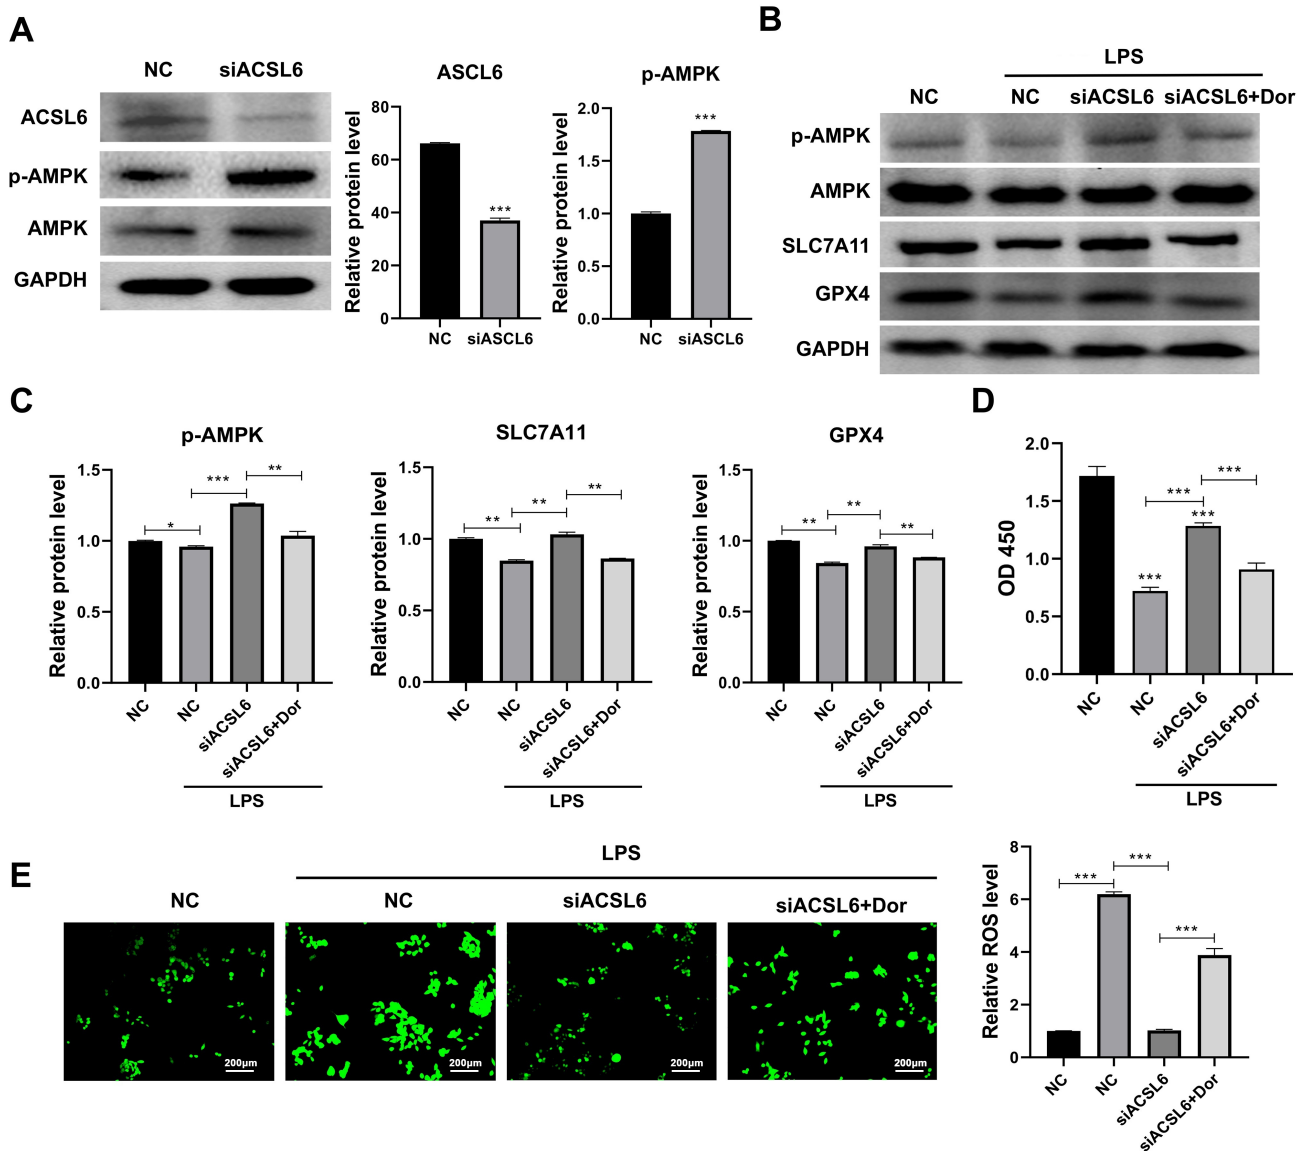 A
NC siACSL6
ACSL6
p-AMPK
AMPK
GAPDH
ASCL6
Relative protein level
80
60
40
20
0
***
NC siASCL6
p-AMPK
Relative protein level
2.0
1.5
1.0
0.5
0.0
***
NC siASCL6
B
LPS
NC NC siACSL6 siACSL6+Dor
p-AMPK
AMPK
SLC7A11
GPX4
GAPDH
C
p-AMPK
Relative protein level
1.5
1.0
0.5
0.0
*
***
**
NC
NC
siACSL6
siACSL6+Dor
LPS
SLC7A11
Relative protein level
1.5
1.0
0.5
0.0
**
**
**
NC
NC
siACSL6
siACSL6+Dor
LPS
GPX4
Relative protein level
1.5
1.0
0.5
0.0
**
**
**
NC
NC
siACSL6
siACSL6+Dor
LPS
D
OD 450
2.0
1.5
1.0
0.5
0.0
***
***
***
***
NC
NC
siACSL6
siACSL6+Dor
LPS
E
LPS
NC NC siACSL6 siACSL6+Dor
200μm 200μm 200μm 200μm
Relative ROS level
8
6
4
2
0
***
***
***
NC
NC
siACSL6
siACSL6+Dor